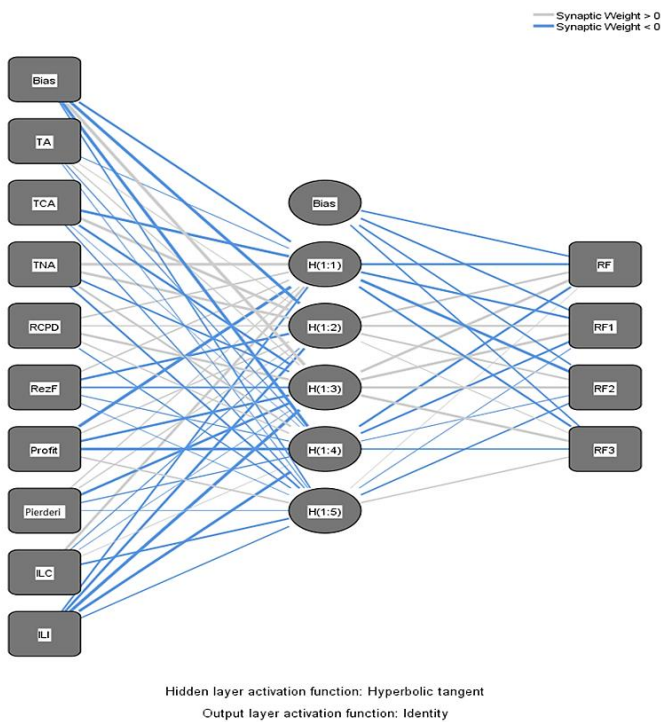 Synaptic Weight > 0
Synaptic Weight < 0
Bias
TA
TCA
TNA
RCPD
RezF
Profit
Pierderi
ILC
ILI
Bias
H(1:1)
H(1:2)
H(1:3)
H(1:4)
H(1:5)
RF
RF1
RF2
RF3
Hidden layer activation function: Hyperbolic tangent
Output layer activation function: Identity